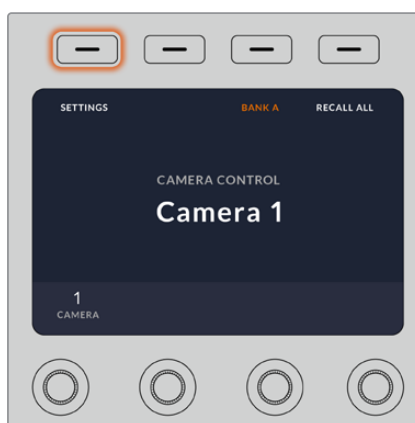 SETTINGS BANK A RECALL ALL
CAMERA CONTROL
Camera 1
1
CAMERA